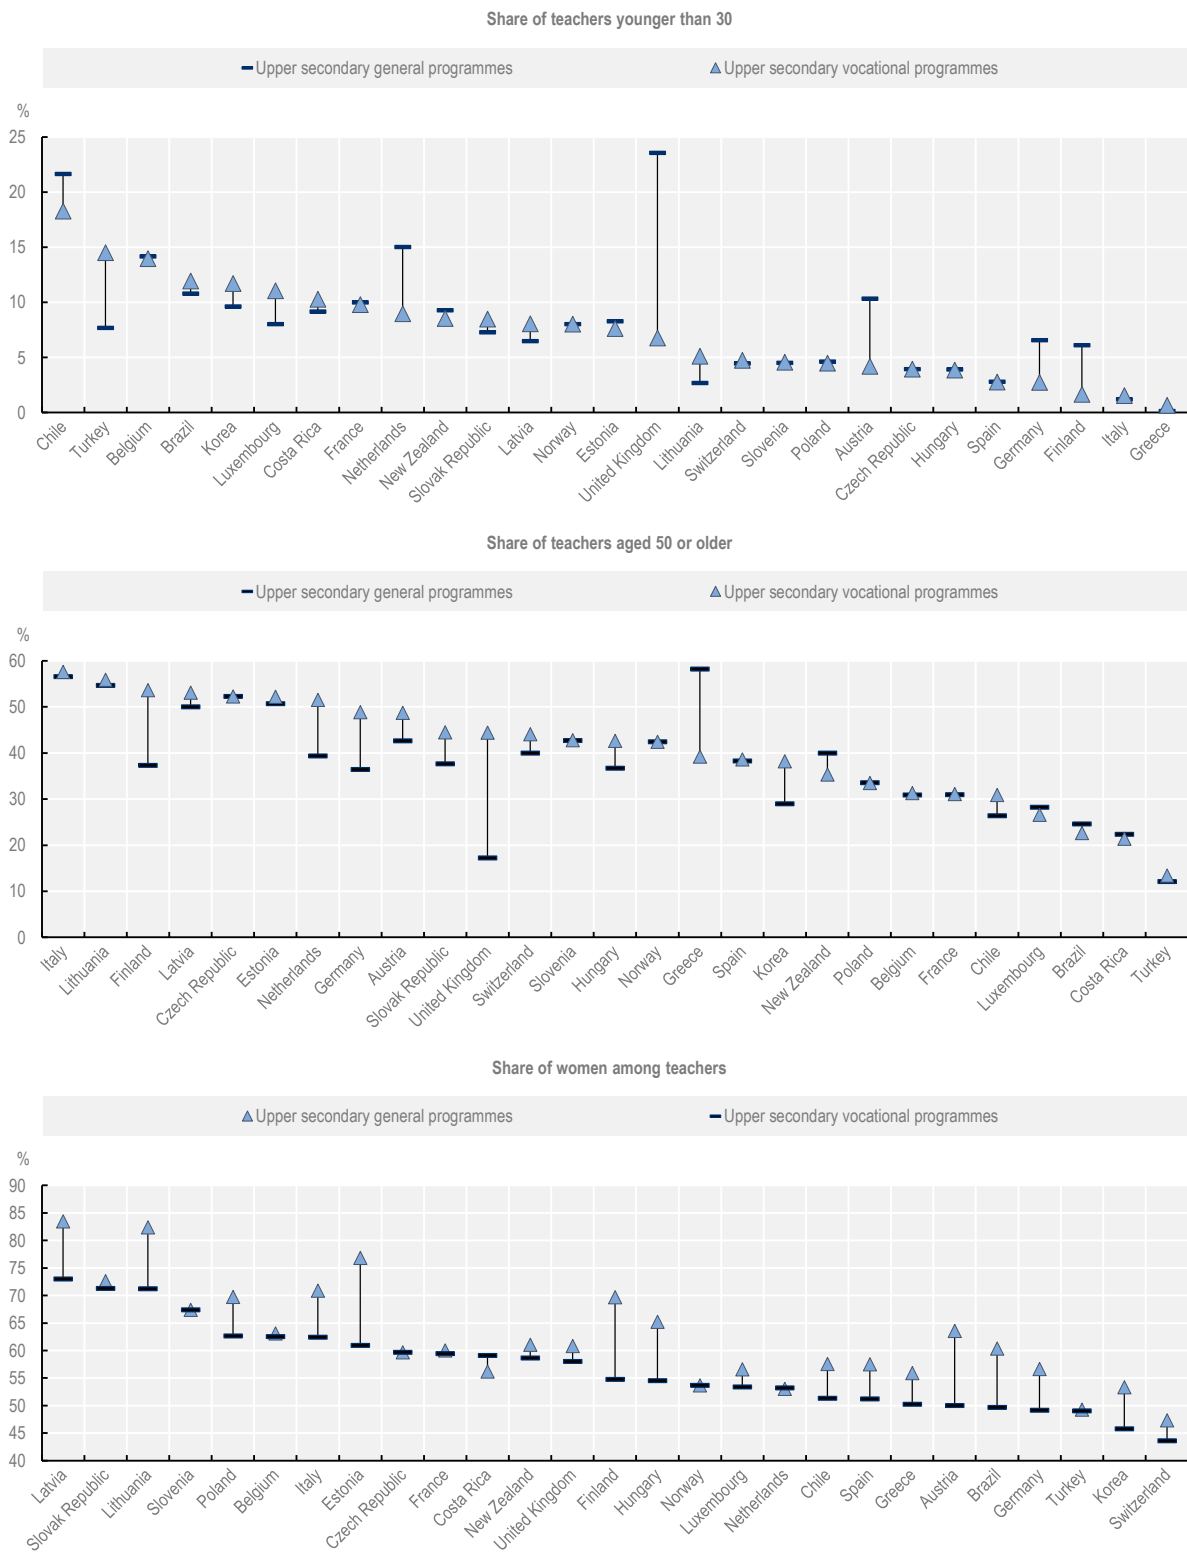 Share of teachers younger than 30
Upper secondary general programmes
Upper secondary vocational programmes
%
25
20
15
10
5
0
Chile
Turkey
Belgium
Brazil
Korea
Luxembourg
Costa Rica
France
Netherlands
New Zealand
Slovak Republic
Latvia
Norway
Estonia
United Kingdom
Lithuania
Switzerland
Slovenia
Poland
Austria
Czech Republic
Hungary
Spain
Germany
Finland
Italy
Greece
Share of teachers aged 50 or older
Upper secondary general programmes
Upper secondary vocational programmes
%
60
50
40
30
20
10
0
Italy
Lithuania
Finland
Latvia
Czech Republic
Estonia
Netherlands
Germany
Austria
Slovak Republic
United Kingdom
Switzerland
Slovenia
Hungary
Norway
Greece
Spain
Korea
New Zealand
Poland
Belgium
France
Chile
Luxembourg
Brazil
Costa Rica
Turkey
Share of women among teachers
Upper secondary general programmes
Upper secondary vocational programmes
%
90
85
80
75
70
65
60
55
50
45
40
Latvia
Slovak Republic
Lithuania
Slovenia
Poland
Belgium
Italy
Estonia
Czech Republic
France
Costa Rica
New Zealand
United Kingdom
Finland
Hungary
Norway
Luxembourg
Netherlands
Chile
Spain
Greece
Austria
Brazil
Germany
Turkey
Korea
Switzerland